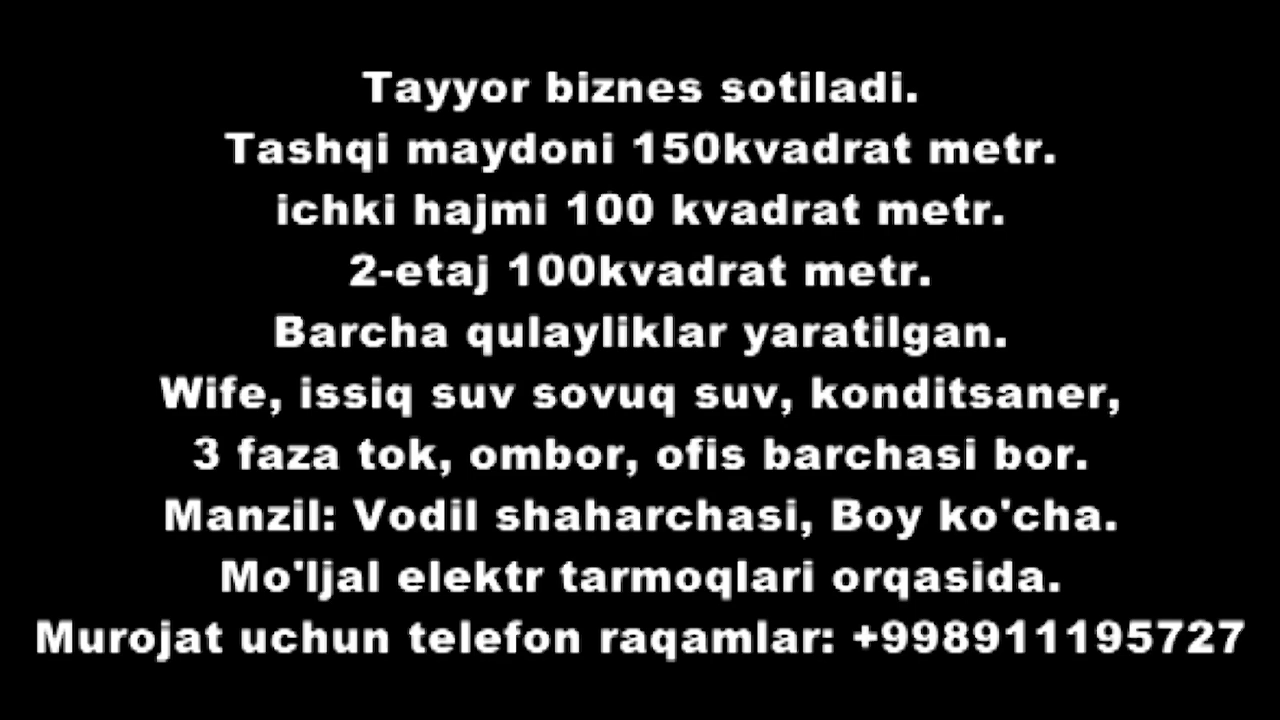 Tayyor biznes sotiladi.
Tashqi maydoni 150kvadrat metr.
ichki hajmi 100 kvadrat metr.
2-etaj 100kvadrat metr.
Barcha qulayliklar yaratilgan.
Wife, issiq suv sovuq suv, konditsaner,
3 faza tok, ombor, ofis barchasi bor.
Manzil: Vodil shaharchasi, Boy ko'cha.
Mo'ljal elektr tarmoqlari orqasida.
Murojat uchun telefon raqamlar: +998911195727